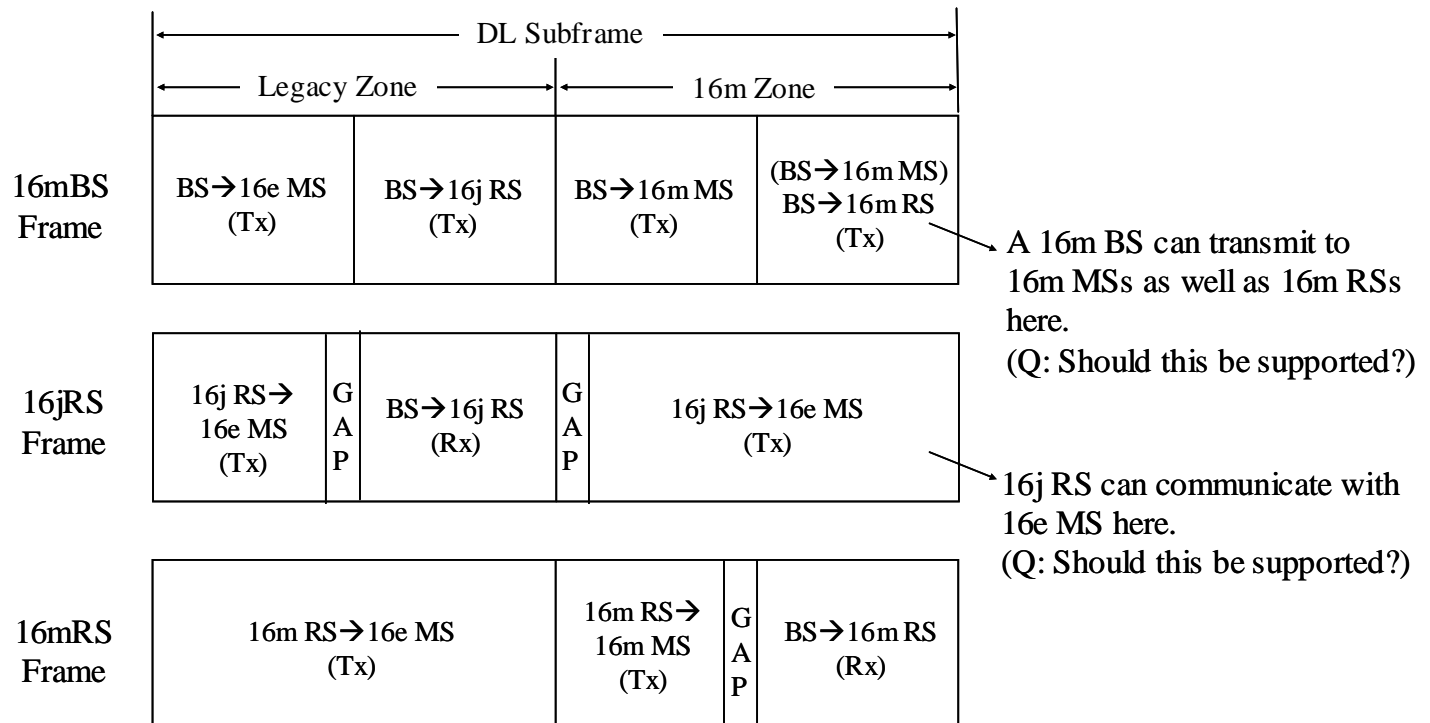 DL Subframe
Legacy Zone
16m Zone
16mBS
Frame
BS→16e MS
(Tx)
BS→16j RS
(Tx)
BS→16m MS
(Tx)
(BS→16m MS)
BS→16m RS
(Tx)
A 16m BS can transmit to
16m MSs as well as 16m RSs
here.
(Q: Should this be supported?)
16jRS
Frame
16j RS→
16e MS
(Tx)
G
A
P
BS→16j RS
(Rx)
G
A
P
16j RS→16e MS
(Tx)
16j RS can communicate with
16e MS here.
(Q: Should this be supported?)
16mRS
Frame
16m RS→16e MS
(Tx)
16m RS→
16m MS
(Tx)
G
A
P
BS→16m RS
(Rx)